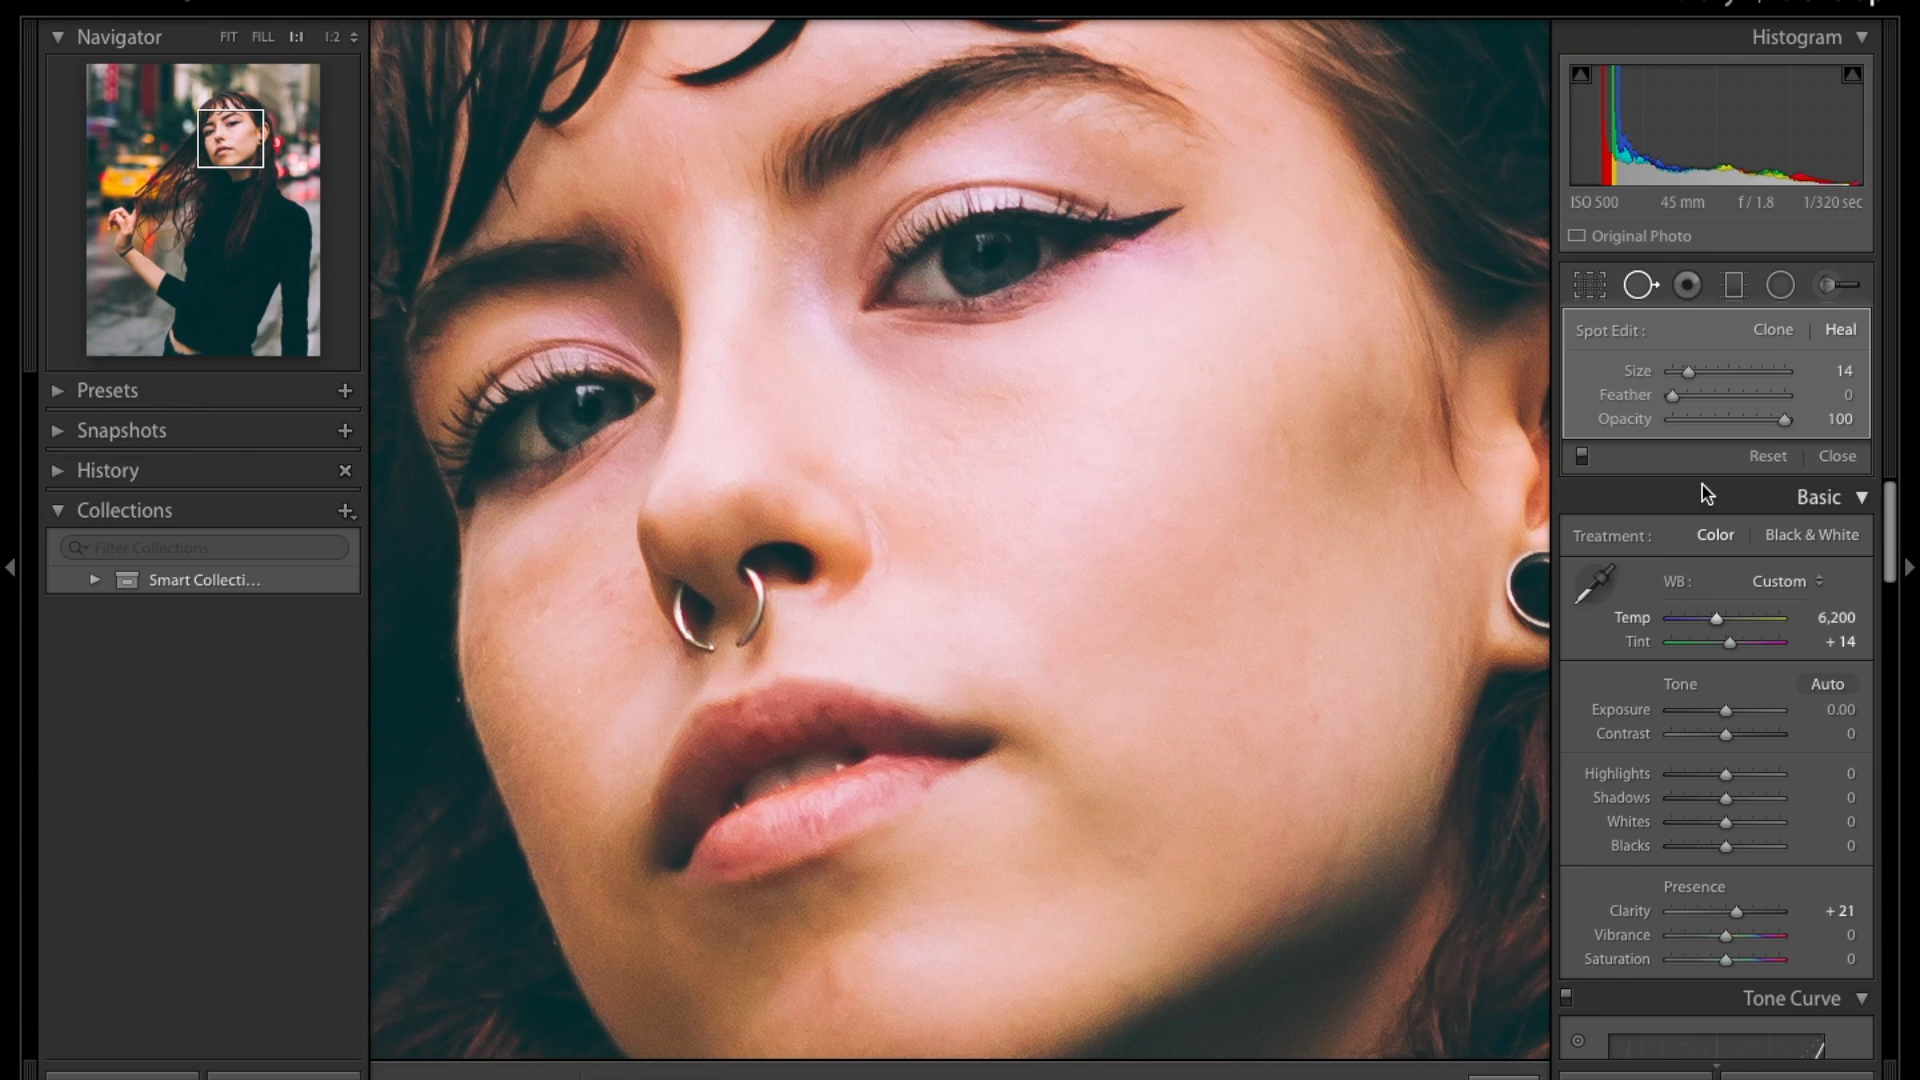 Navigator FIT FILL 1:1 1:2
Presets
Snapshots
History
Collections
Filter Collections
Smart Collecti...
Histogram
ISO 500 45 mm f / 1.8 1/320 sec
Original Photo
Spot Edit : Clone Heal
Size 14
Feather 0
Opacity 100
Reset Close
Basic
Treatment : Color Black & White
WB : Custom
Temp 6,200
Tint + 14
Tone Auto
Exposure 0.00
Contrast 0
Highlights 0
Shadows 0
Whites 0
Blacks 0
Presence
Clarity + 21
Vibrance 0
Saturation 0
Tone Curve